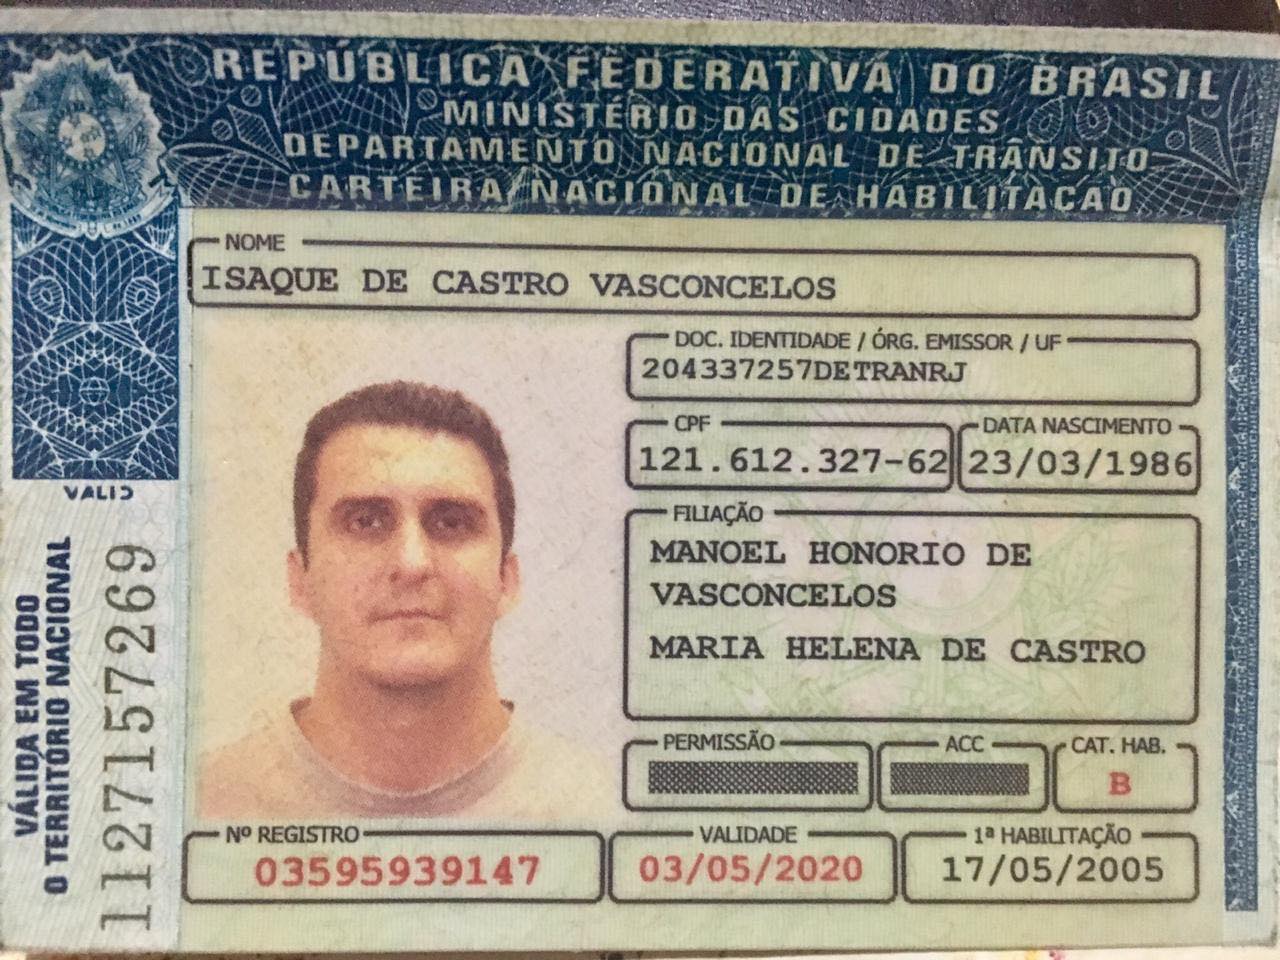 REPÚBLICA FEDERATIVA DO BRASIL
MINISTÉRIO DAS CIDADES
DEPARTAMENTO NACIONAL DE TRÂNSITO
CARTEIRA NACIONAL DE HABILITAÇÃO
NOME
ISAQUE DE CASTRO VASCONCELOS
DOC. IDENTIDADE / ÓRG. EMISSOR / UF
204337257DETRANRJ
CPF DATA NASCIMENTO
121.612.327-62 23/03/1986
FILIAÇÃO
MANOEL HONORIO DE
VASCONCELOS
MARIA HELENA DE CASTRO
PERMISSÃO ACC CAT. HAB.
B
Nº REGISTRO VALIDADE 1ª HABILITAÇÃO
03595939147 03/05/2020 17/05/2005
VÁLIDA EM TODO
O TERRITÓRIO NACIONAL
1127157269